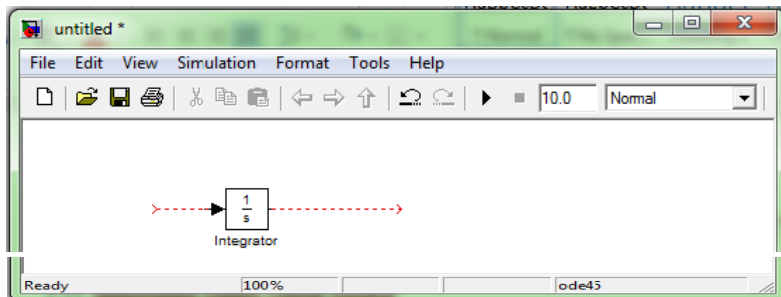 untitled *
File Edit View Simulation Format Tools Help
10.0 Normal
1
s
Integrator
Ready 100% ode45